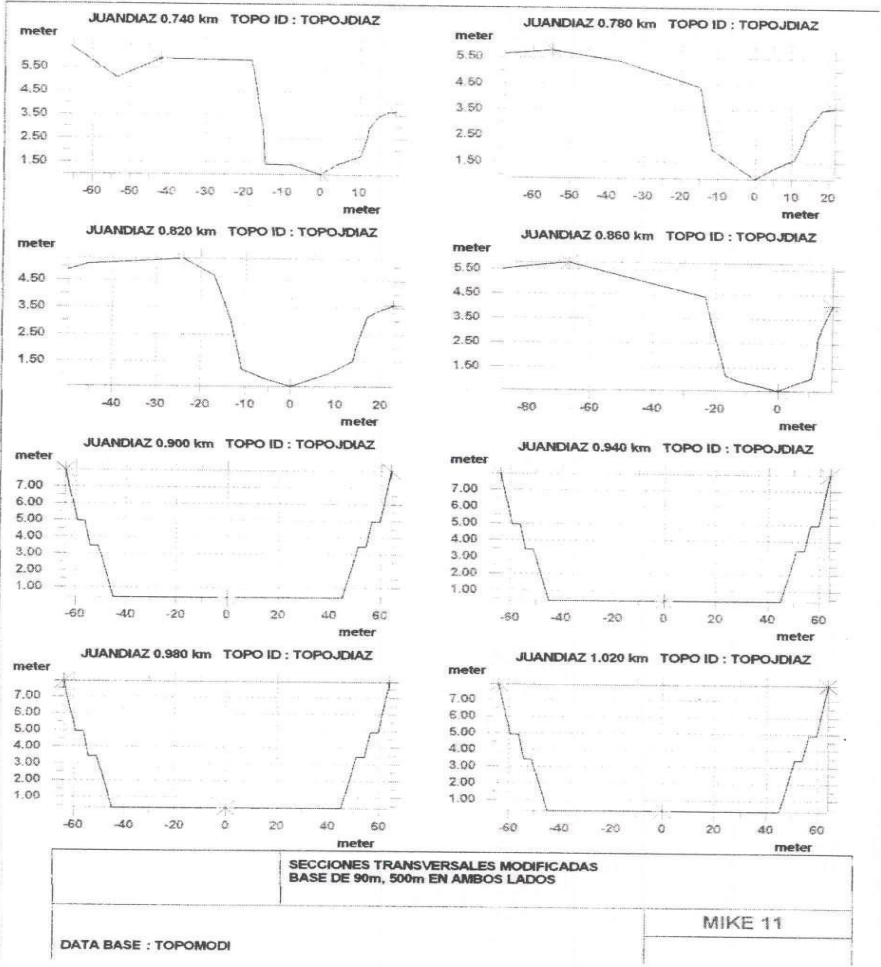 JUANDIAZ 0.740 km TOPO ID : TOPOJDIAZ
meter
5.50
4.50
3.50
2.50
1.50
-60 -50 -40 -30 -20 -10 0 10
meter
JUANDIAZ 0.780 km TOPO ID : TOPOJDIAZ
meter
5.50
4.50
3.50
2.50
1.50
-60 -50 -40 -30 -20 -10 0 10 20
meter
JUANDIAZ 0.820 km TOPO ID : TOPOJDIAZ
meter
4.50
3.50
2.50
1.50
-40 -30 -20 -10 0 10 20
meter
JUANDIAZ 0.860 km TOPO ID : TOPOJDIAZ
meter
5.50
4.50
3.50
2.50
1.50
-80 -60 -40 -20 0
meter
JUANDIAZ 0.900 km TOPO ID : TOPOJDIAZ
meter
7.00
6.00
5.00
4.00
3.00
2.00
1.00
-60 -40 -20 0 20 40 60
meter
JUANDIAZ 0.940 km TOPO ID : TOPOJDIAZ
meter
7.00
6.00
5.00
4.00
3.00
2.00
1.00
-60 -40 -20 0 20 40 60
meter
JUANDIAZ 0.980 km TOPO ID : TOPOJDIAZ
meter
7.00
6.00
5.00
4.00
3.00
2.00
1.00
-60 -40 -20 0 20 40 60
meter
JUANDIAZ 1.020 km TOPO ID : TOPOJDIAZ
meter
7.00
6.00
5.00
4.00
3.00
2.00
1.00
-60 -40 -20 0 20 40 60
meter
SECCIONES TRANSVERSALES MODIFICADAS
BASE DE 90m, 500m EN AMBOS LADOS
MIKE 11
DATA BASE : TOPOMODI